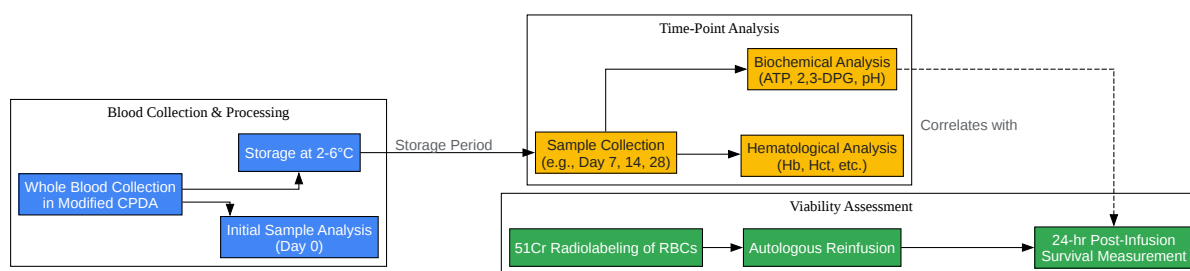 Blood Collection & Processing
Whole Blood Collection
in Modified CPDA
Storage at 2-6°C
Initial Sample Analysis
(Day 0)
Storage Period
Time-Point Analysis
Sample Collection
(e.g., Day 7, 14, 28)
Biochemical Analysis
(ATP, 2,3-DPG, pH)
Hematological Analysis
(Hb, Hct, etc.)
Correlates with
Viability Assessment
51Cr Radiolabeling of RBCs
Autologous Reinfusion
24-hr Post-Infusion
Survival Measurement